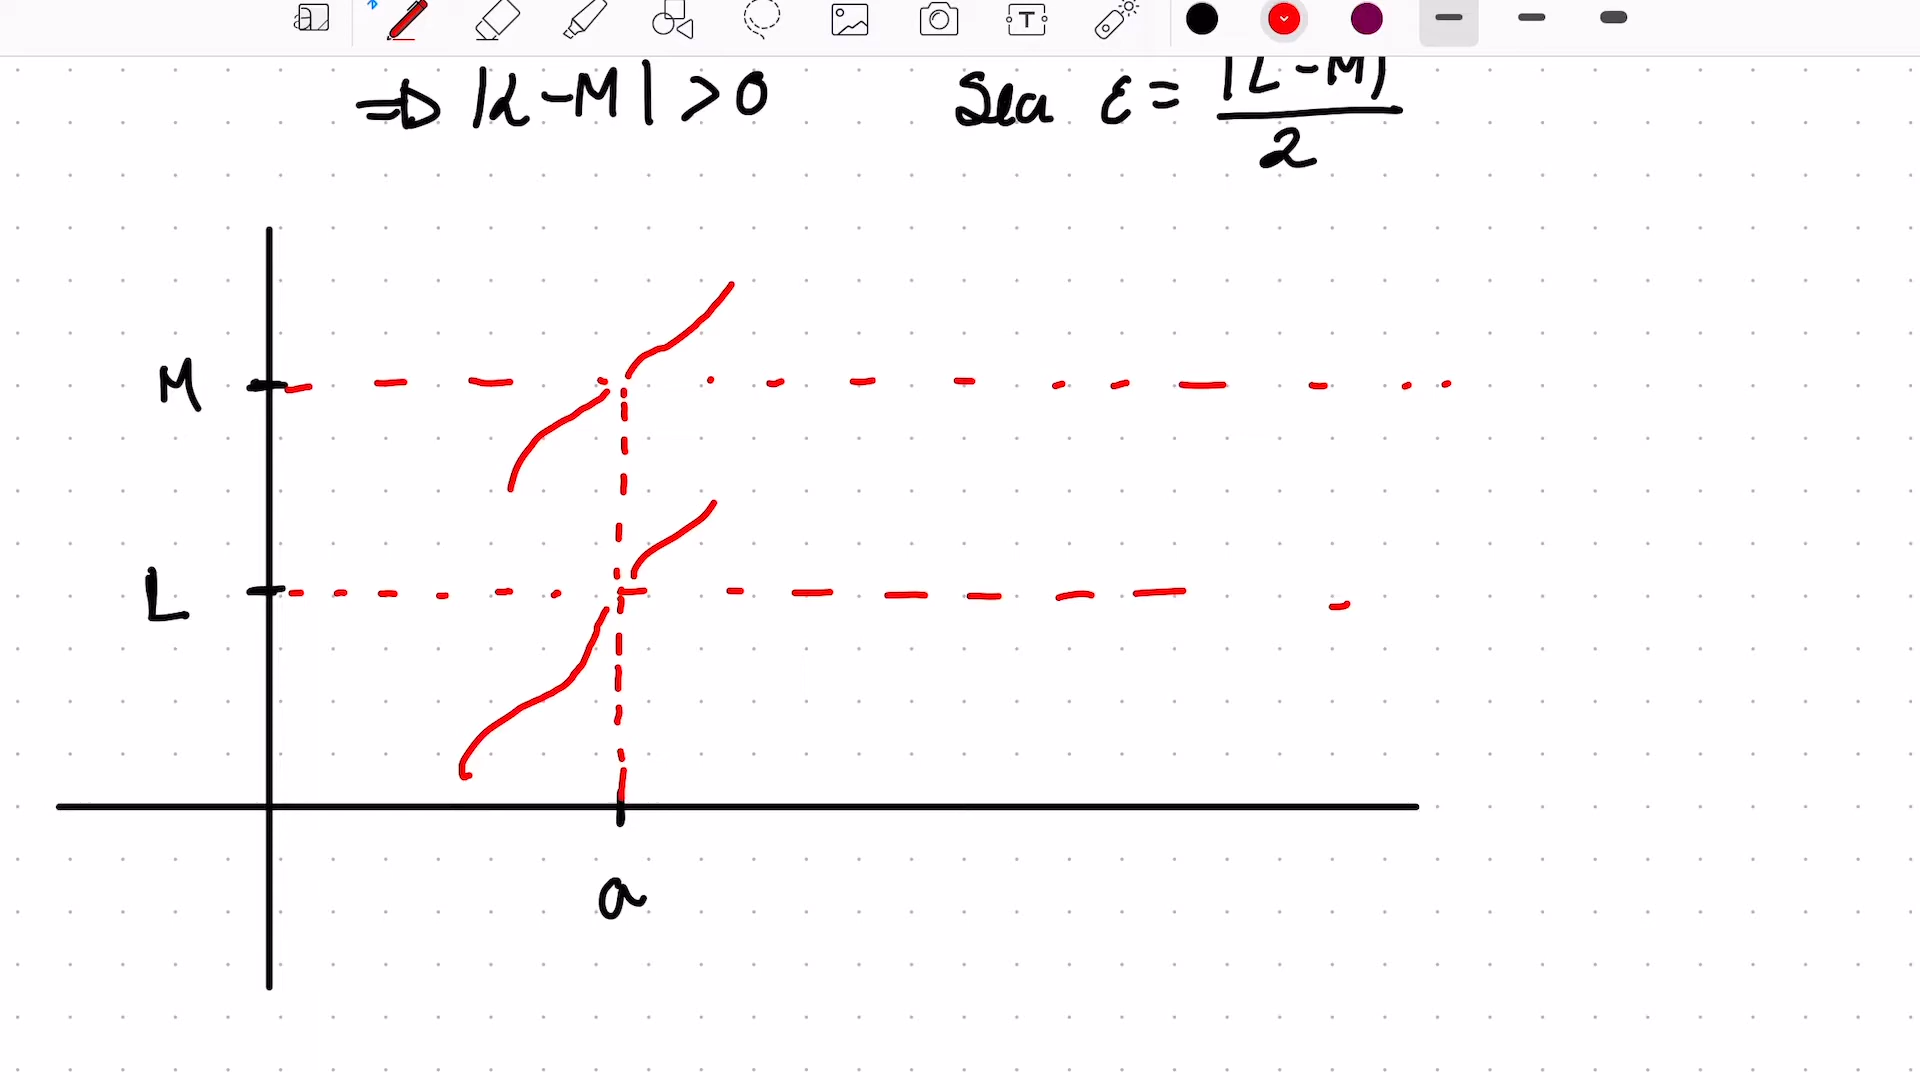 ⇒ |L-M| > 0 Sea ε = |L-M| / 2
M
L
a